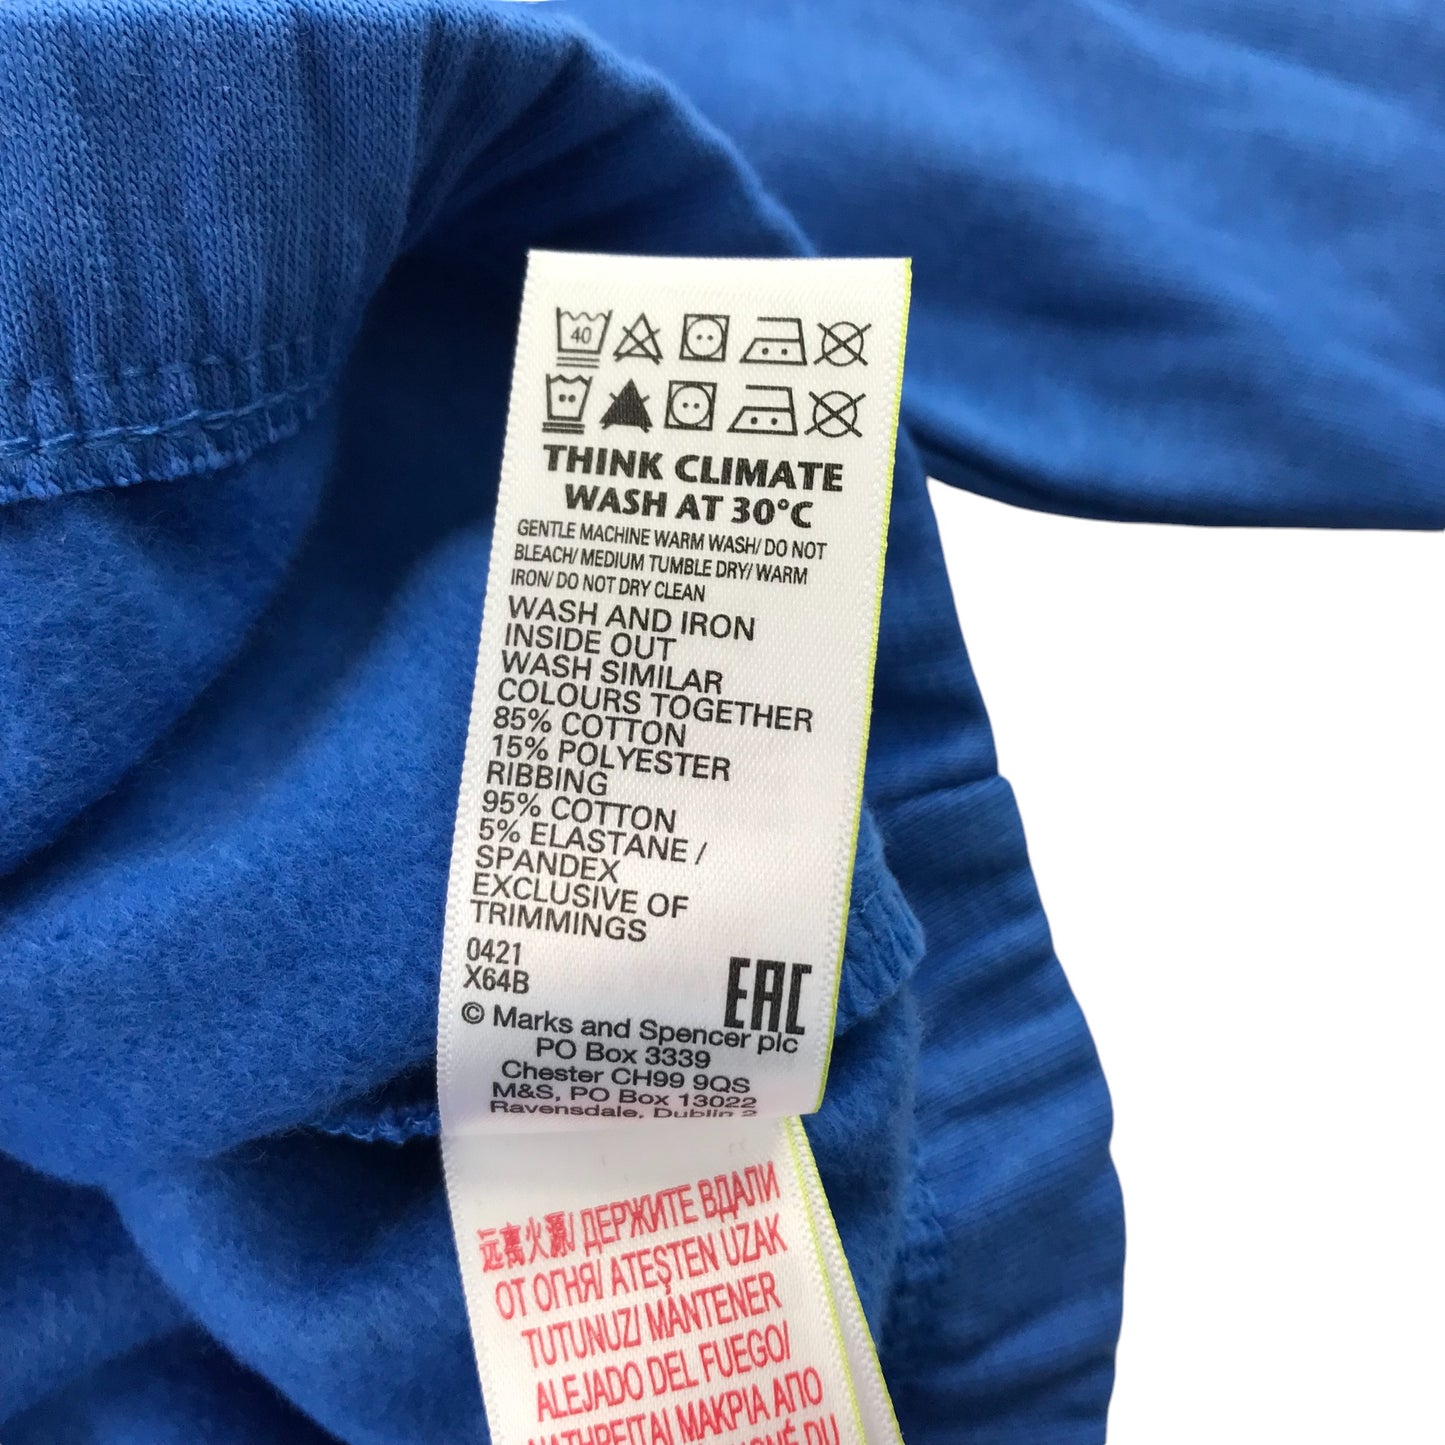 40
THINK CLIMATE
WASH AT 30°C
GENTLE MACHINE WARM WASH/ DO NOT
BLEACH/ MEDIUM TUMBLE DRY/ WARM
IRON/ DO NOT DRY CLEAN
WASH AND IRON
INSIDE OUT
WASH SIMILAR
COLOURS TOGETHER
85% COTTON
15% POLYESTER
RIBBING
95% COTTON
5% ELASTANE /
SPANDEX
EXCLUSIVE OF
TRIMMINGS
0421
X64B
EAC
© Marks and Spencer plc
PO Box 3339
Chester CH99 9QS
M&S, PO Box 13022
Ravensdale, Dublin 2
远离火源/ ДЕРЖИТЕ ВДАЛИ
ОТ ОГНЯ/ ATEŞTEN UZAK
TUTUNUZ/ MANTENER
ALEJADO DEL FUEGO/
ΜΑΚΡΙΑ ΑΠΟ
DU